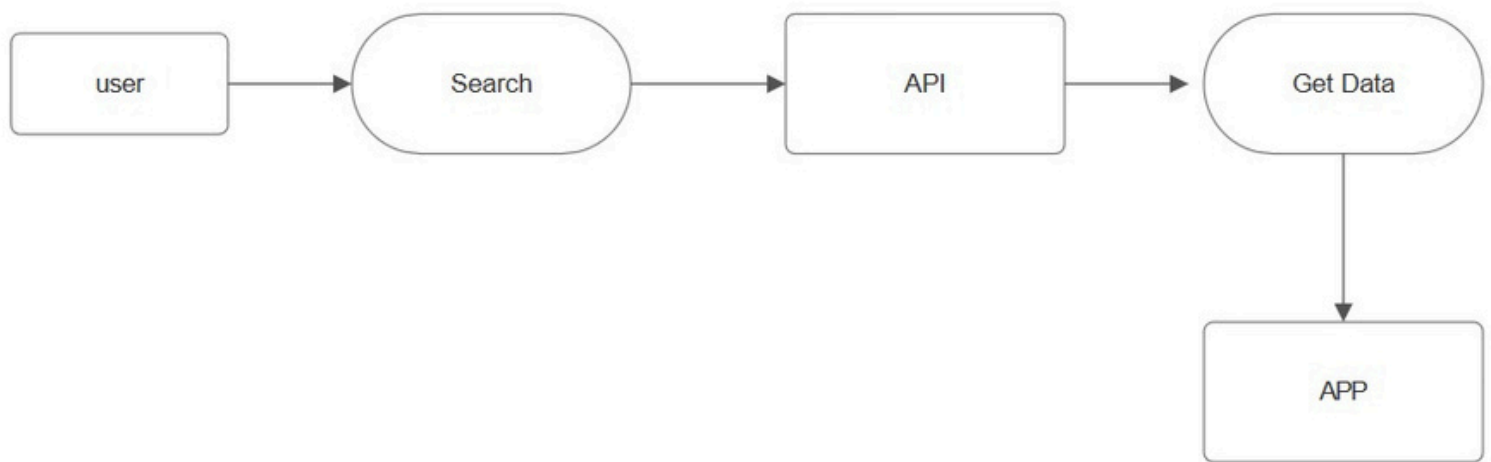 user
Search
API
Get Data
APP